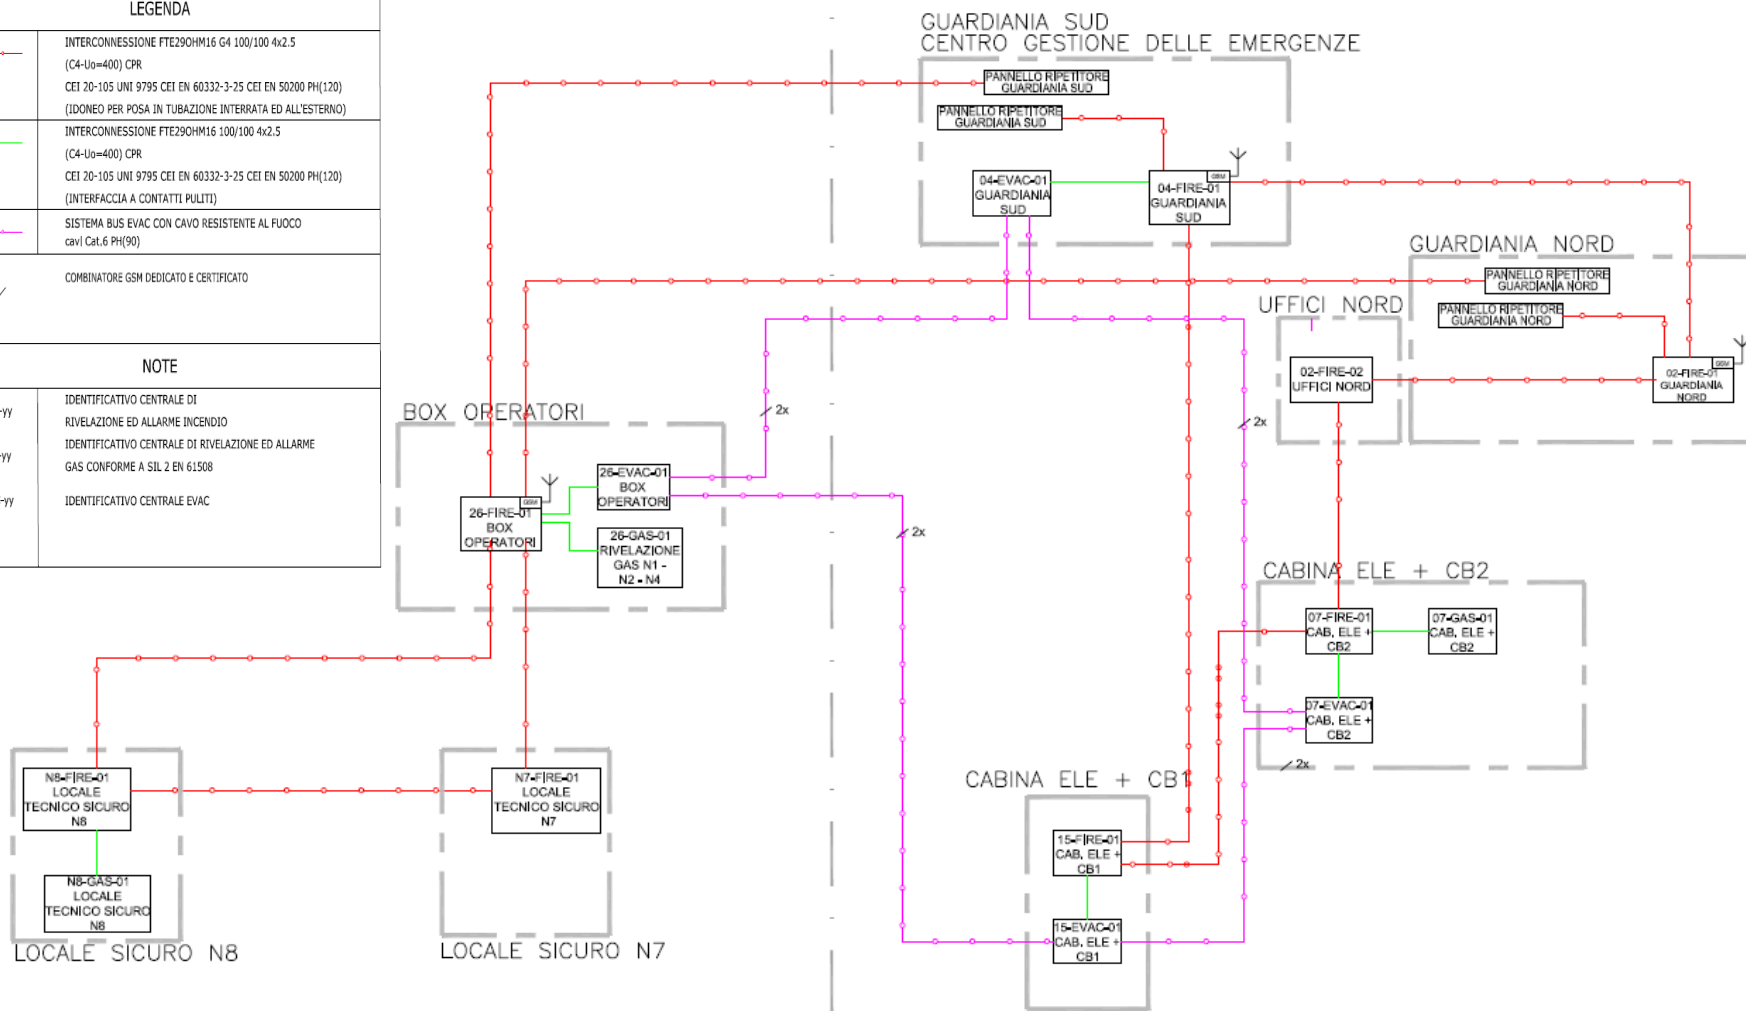 LEGENDA
INTERCONNESSIONE FTE29OHM16 G4 100/100 4x2.5
(C4-Uo=400) CPR
CEI 20-105 UNI 9795 CEI EN 60332-3-25 CEI EN 50200 PH(120)
(IDONEO PER POSA IN TUBAZIONE INTERRATA ED ALL'ESTERNO)
INTERCONNESSIONE FTE29OHM16 100/100 4x2.5
(C4-Uo=400) CPR
CEI 20-105 UNI 9795 CEI EN 60332-3-25 CEI EN 50200 PH(120)
(INTERFACCIA A CONTATTI PULITI)
SISTEMA BUS EVAC CON CAVO RESISTENTE AL FUOCO
cavi Cat.6 PH(90)
COMBINATORE GSM DEDICATO E CERTIFICATO
NOTE
-yy
IDENTIFICATIVO CENTRALE DI
RIVELAZIONE ED ALLARME INCENDIO
-yy
IDENTIFICATIVO CENTRALE DI RIVELAZIONE ED ALLARME
GAS CONFORME A SIL 2 EN 61508
-yy
IDENTIFICATIVO CENTRALE EVAC
GUARDIANIA SUD
CENTRO GESTIONE DELLE EMERGENZE
PANNELLO RIPETITORE
GUARDIANIA SUD
PANNELLO RIPETITORE
GUARDIANIA SUD
04-EVAC-01
GUARDIANIA
SUD
GSM
04-FIRE-01
GUARDIANIA
SUD
GUARDIANIA NORD
PANNELLO RIPETITORE
GUARDIANIA NORD
PANNELLO RIPETITORE
GUARDIANIA NORD
GSM
02-FIRE-01
GUARDIANIA
NORD
UFFICI NORD
02-FIRE-02
UFFICI NORD
BOX OPERATORI
2x
2x
26-EVAC-01
BOX
OPERATORI
GSM
26-FIRE-01
BOX
OPERATORI
26-GAS-01
RIVELAZIONE
GAS N1 -
N2 - N4
2x
CABINA ELE + CB2
07-FIRE-01
CAB. ELE +
CB2
07-GAS-01
CAB. ELE +
CB2
07-EVAC-01
CAB. ELE +
CB2
2x
CABINA ELE + CB1
15-FIRE-01
CAB. ELE +
CB1
15-EVAC-01
CAB. ELE +
CB1
N8-FIRE-01
LOCALE
TECNICO SICURO
N8
N8-GAS-01
LOCALE
TECNICO SICURO
N8
LOCALE SICURO N8
N7-FIRE-01
LOCALE
TECNICO SICURO
N7
LOCALE SICURO N7